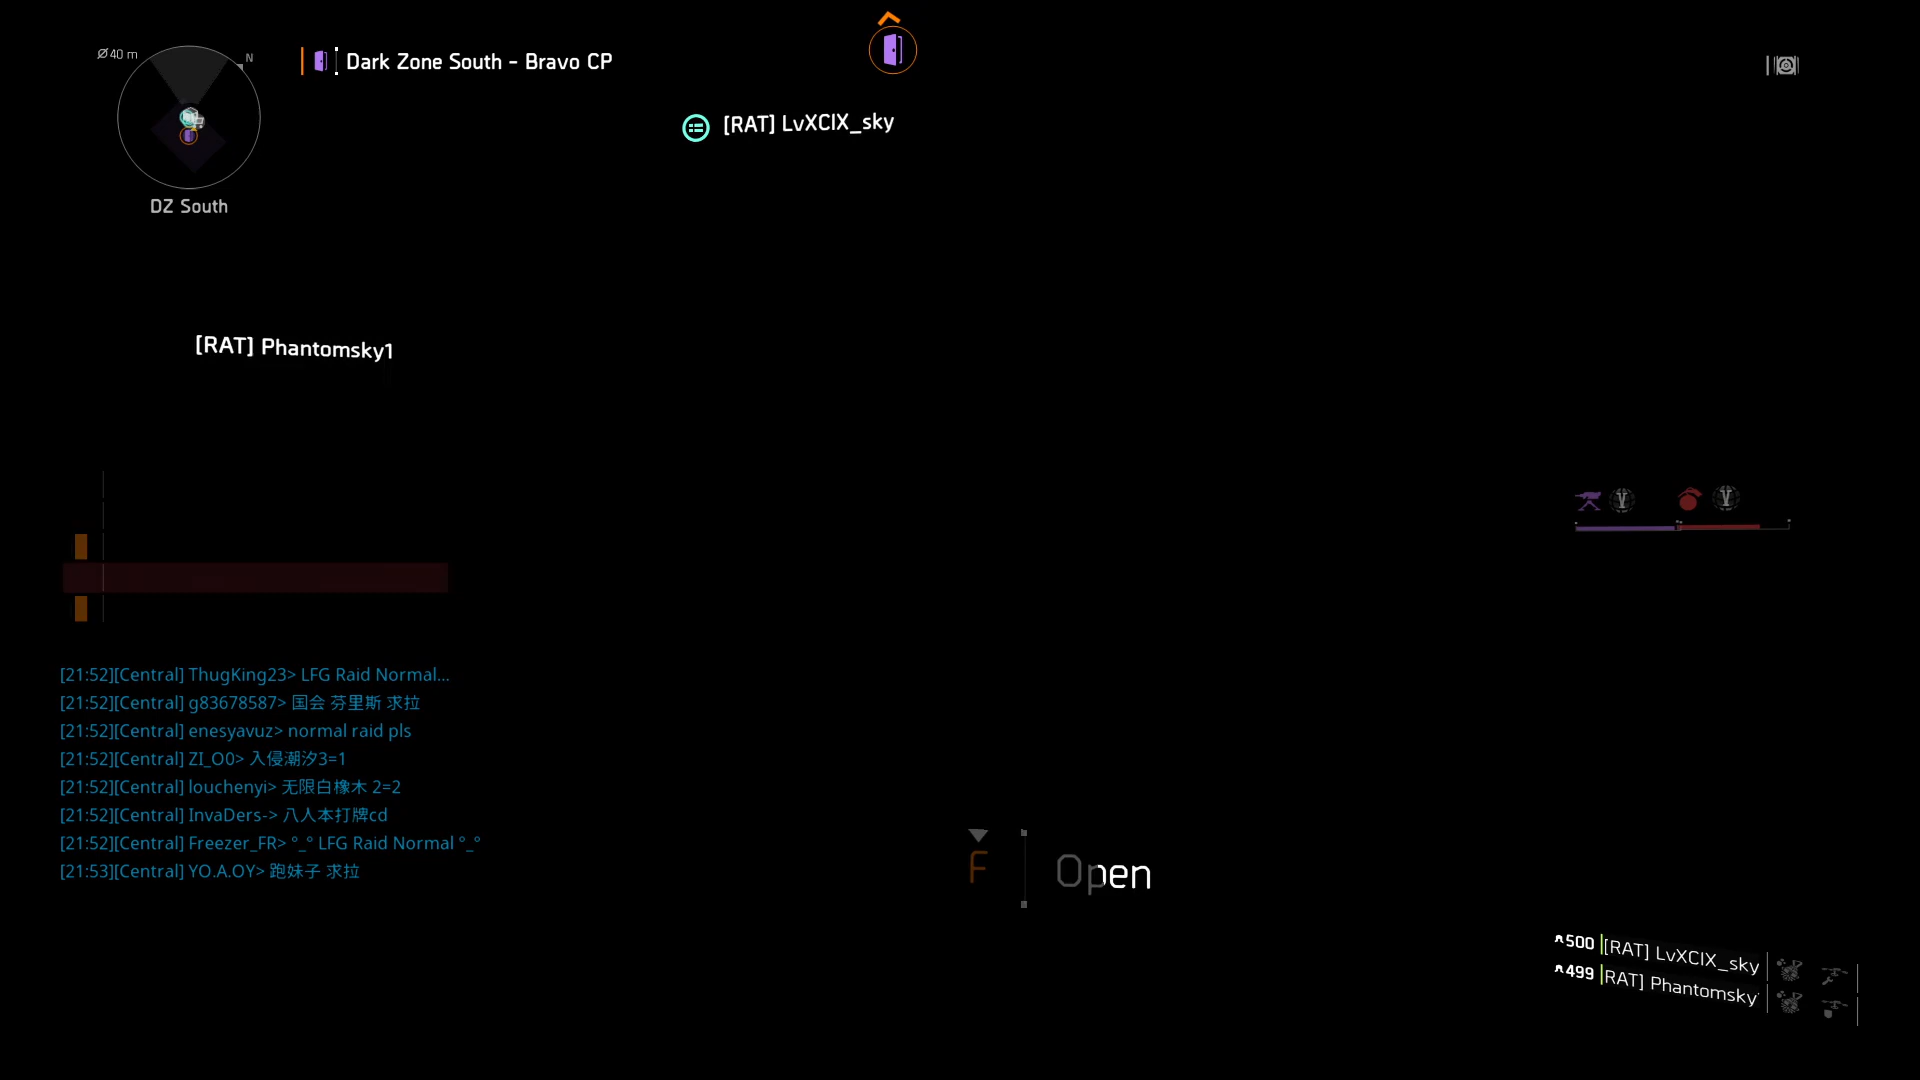 Ø40 m
N
Dark Zone South - Bravo CP
[RAT] LvXCIX_sky
DZ South
[RAT] Phantomsky1
V
V
[21:52][Central] ThugKing23> LFG Raid Normal...
[21:52][Central] g83678587> 国会 芬里斯 求拉
[21:52][Central] enesyavuz> normal raid pls
[21:52][Central] ZI_O0> 入侵潮汐3=1
[21:52][Central] louchenyi> 无限白橡木 2=2
[21:52][Central] InvaDers-> 八人本打牌cd
[21:52][Central] Freezer_FR> °_° LFG Raid Normal °_°
[21:53][Central] YO.A.OY> 跑妹子 求拉
F
Open
500 [RAT] LvXCIX_sky
499 RAT] Phantomsky